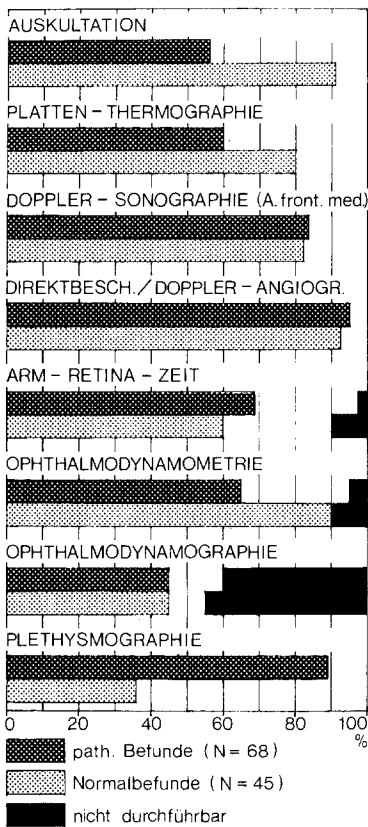 AUSKULTATION
PLATTEN - THERMOGRAPHIE
DOPPLER - SONOGRAPHIE (A. front. med.)
DIREKTBESCH. / DOPPLER - ANGIOGR.
ARM - RETINA - ZEIT
OPHTHALMODYNAMOMETRIE
OPHTHALMODYNAMOGRAPHIE
PLETHYSMOGRAPHIE
0 20 40 60 80 100
%
path. Befunde (N = 68)
Normalbefunde (N = 45)
nicht durchführbar